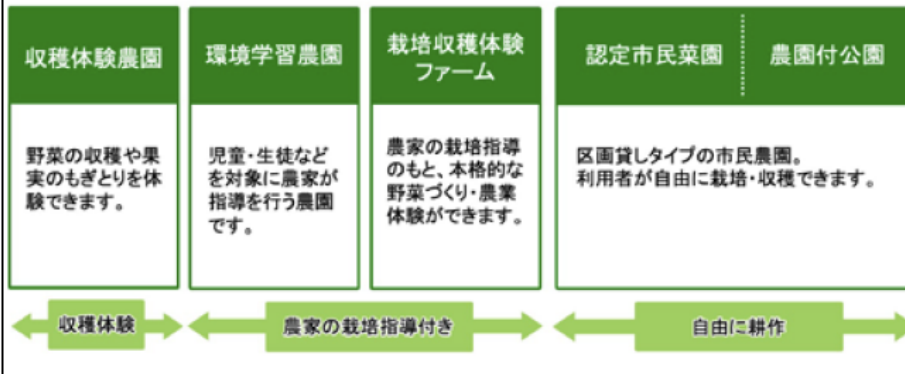 収穫体験農園
環境学習農園
栽培収穫体験
ファーム
認定市民菜園
農園付公園
野菜の収穫や果
実のもぎとりを体
験できます。
児童・生徒など
を対象に農家が
指導を行う農園
です。
農家の栽培指導
のもと、本格的な
野菜づくり・農業
体験ができます。
区画貸しタイプの市民農園。
利用者が自由に栽培・収穫できます。
収穫体験
農家の栽培指導付き
自由に耕作